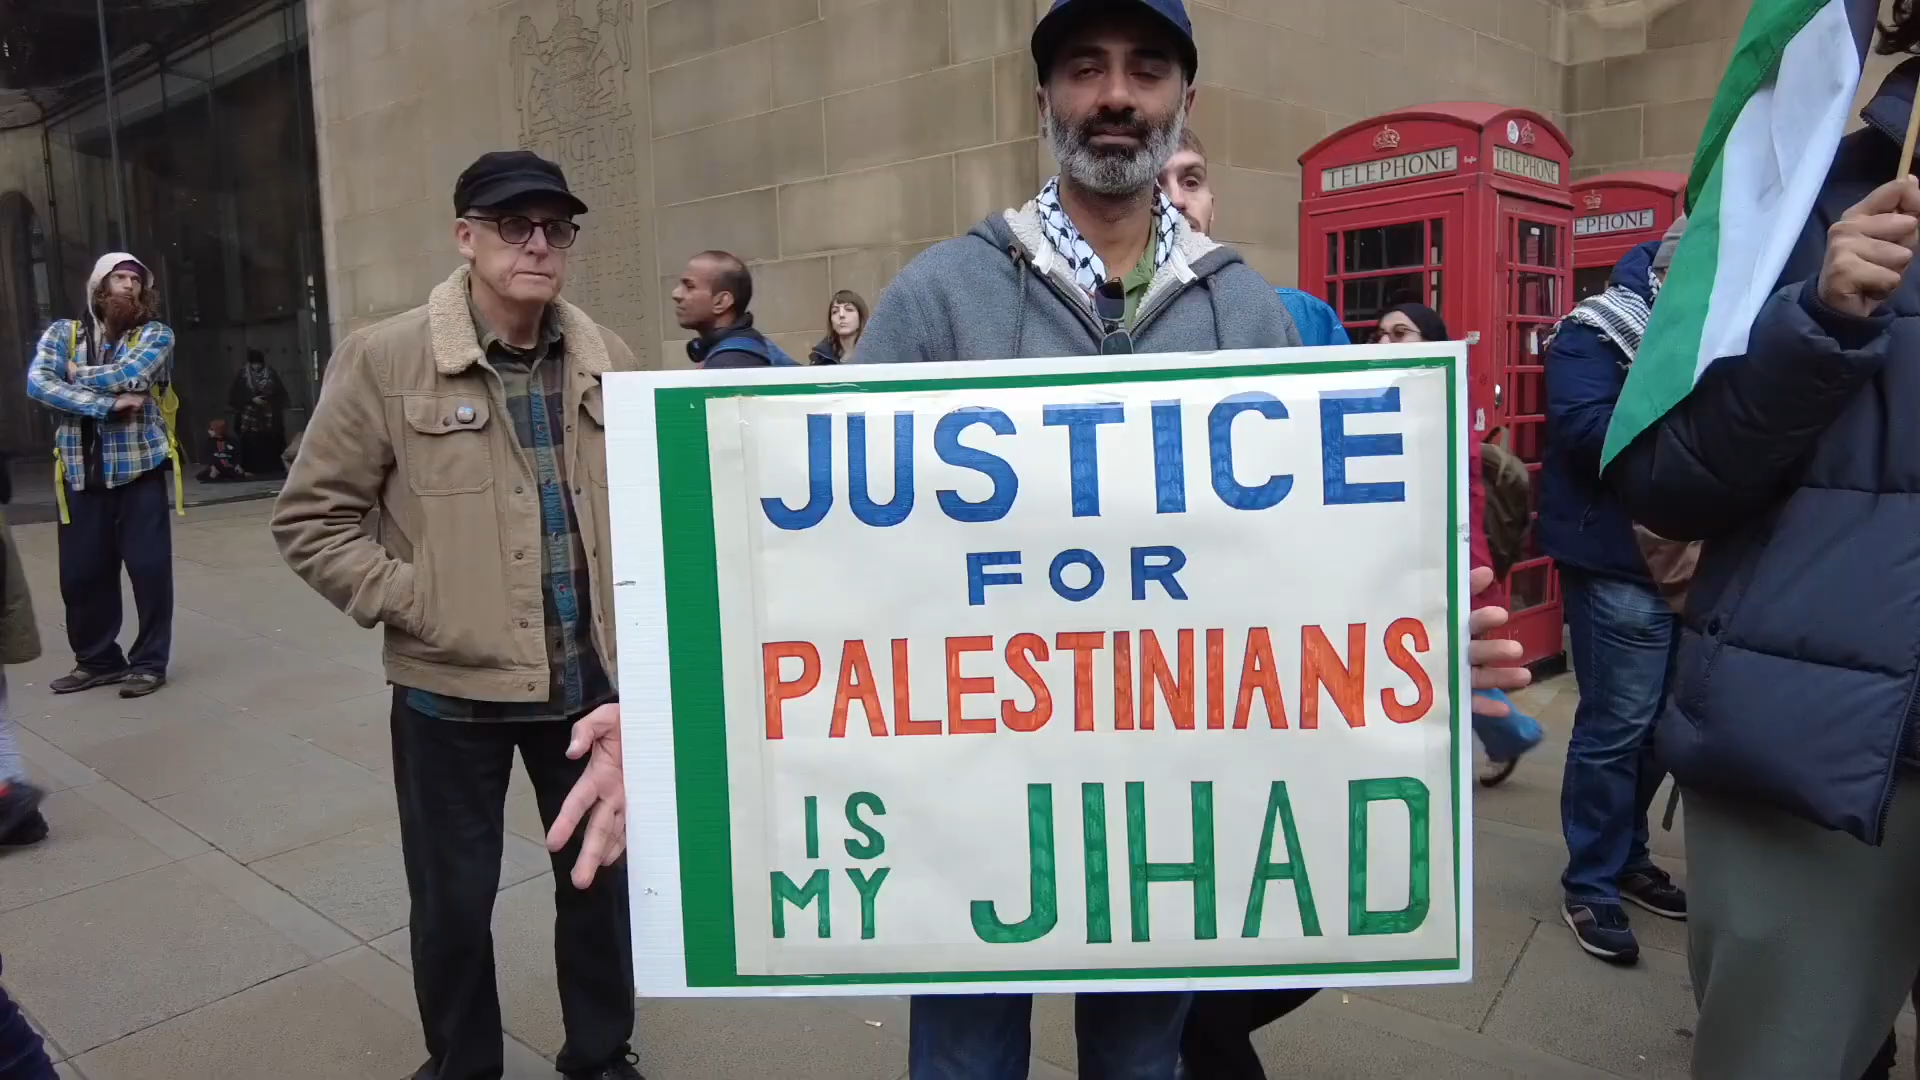 JUSTICE
FOR
PALESTINIANS
IS
MY JIHAD
TELEPHONE
TELEPHONE
EPHONE